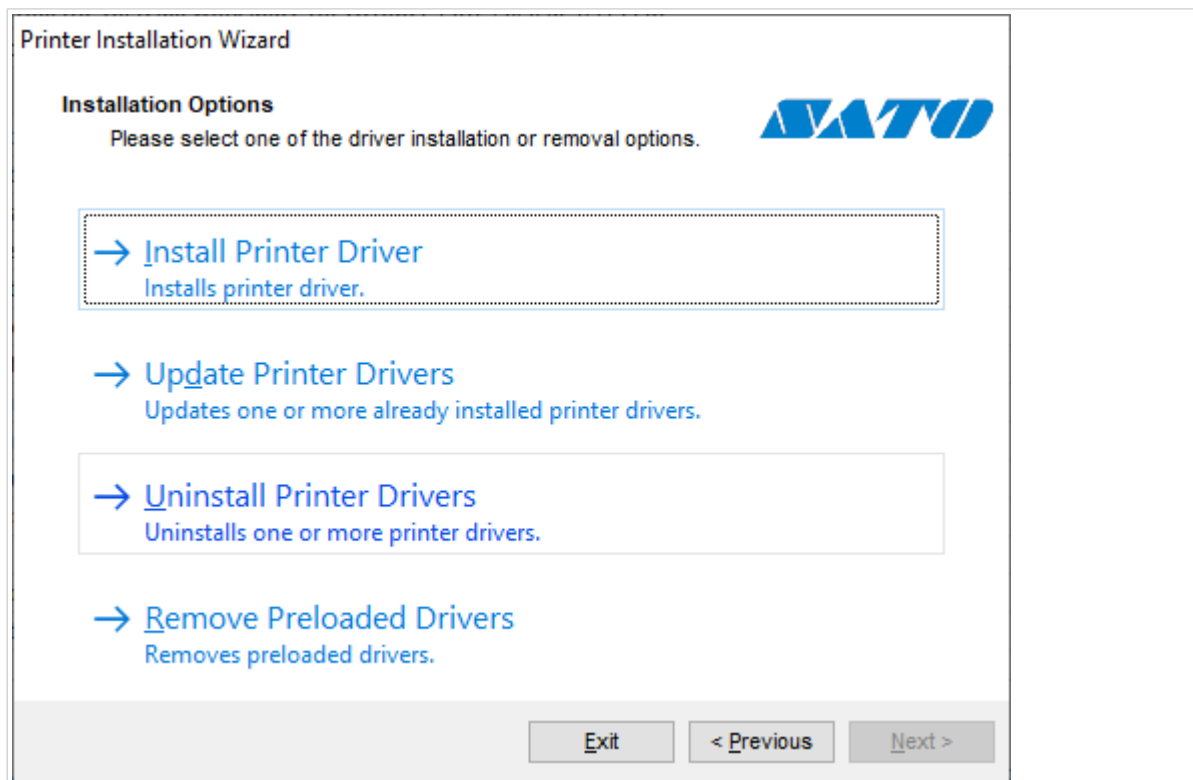 Printer Installation Wizard
Installation Options
SATO
Please select one of the driver installation or removal options.
Install Printer Driver
Installs printer driver.
Update Printer Drivers
Updates one or more already installed printer drivers.
Uninstall Printer Drivers
Uninstalls one or more printer drivers.
Remove Preloaded Drivers
Removes preloaded drivers.
Exit < Previous Next >